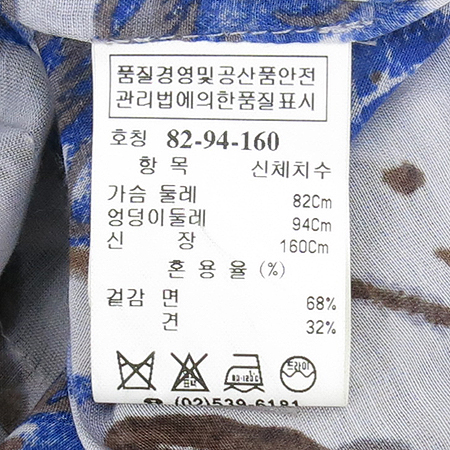 품질경영및공산품안전
관리법에의한품질표시
호칭 82-94-160
항 목 신체치수
가슴 둘레 82Cm
엉덩이둘레 94Cm
신 장 160Cm
혼 용 율 (%)
겉감 면 68%
견 32%
드라이
(02)539-6181